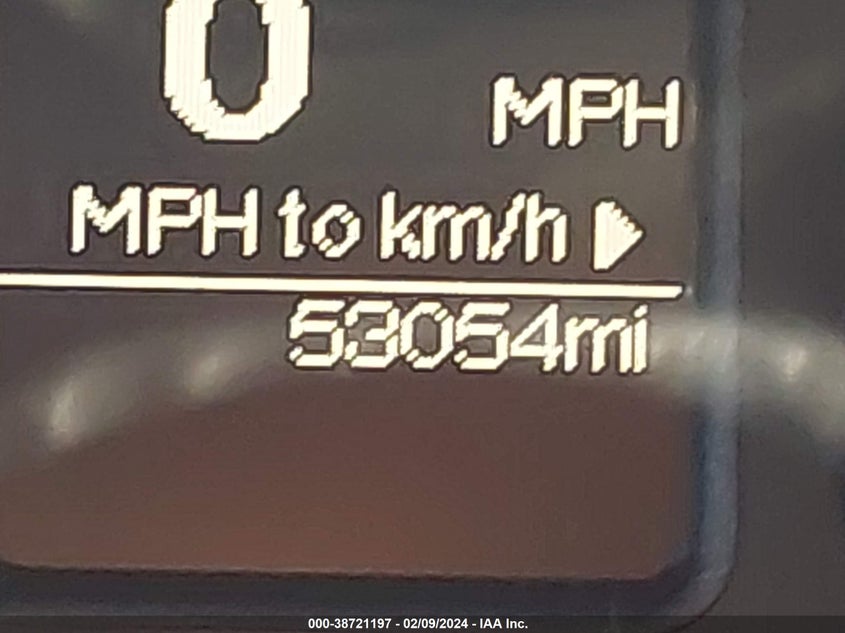 0
MPH
MPH to km/h ▶
53054mi
000-38721197 - 02/09/2024 - IAA Inc.